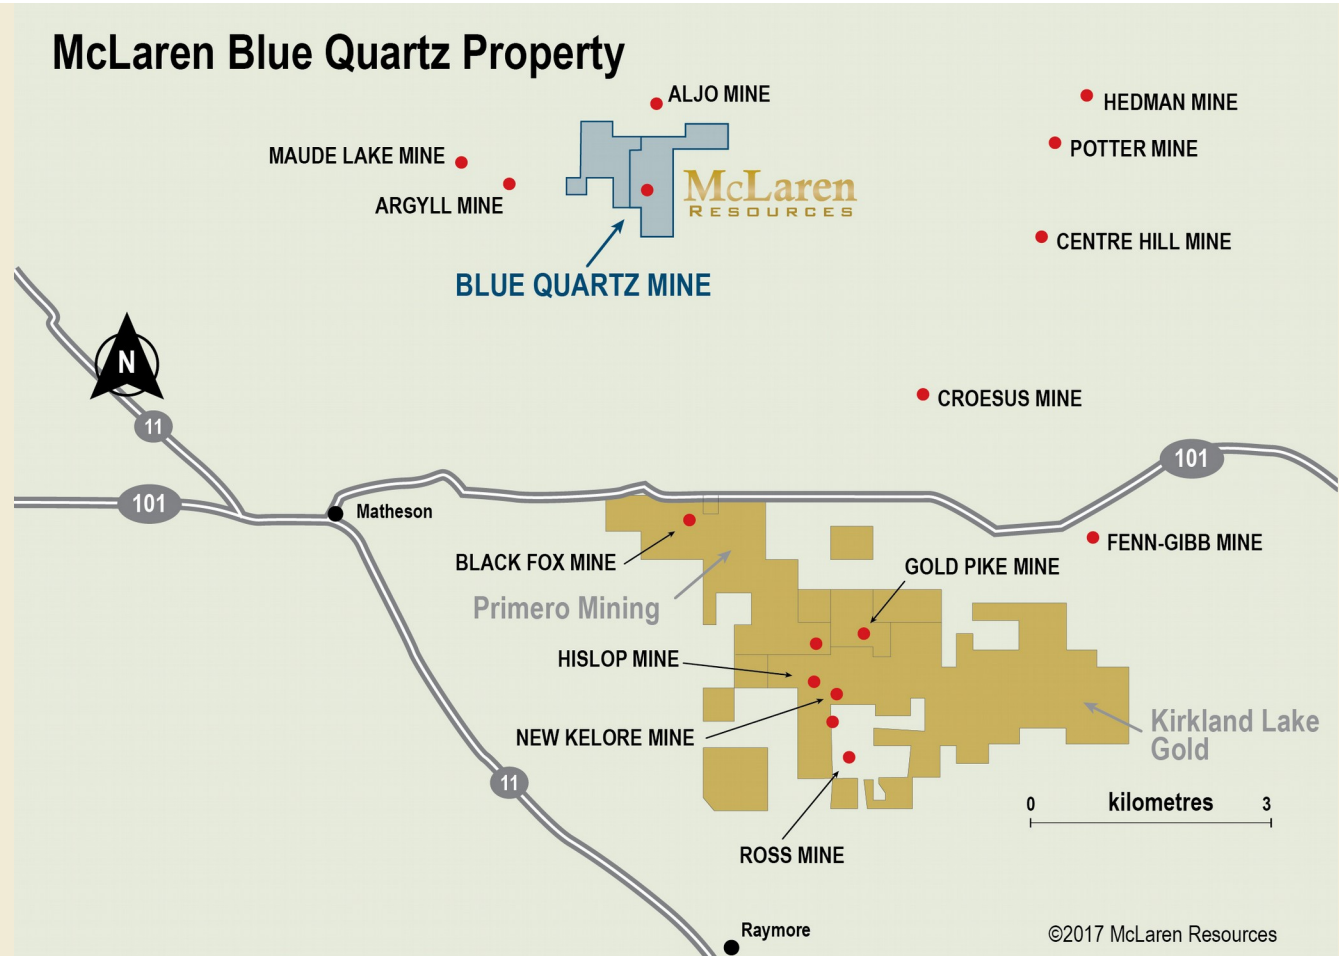 McLaren Blue Quartz Property
ALJO MINE
HEDMAN MINE
POTTER MINE
MAUDE LAKE MINE
ARGYLL MINE
McLaren
RESOURCES
CENTRE HILL MINE
BLUE QUARTZ MINE
N
11
CROESUS MINE
101
101
Matheson
BLACK FOX MINE
FENN-GIBB MINE
GOLD PIKE MINE
Primero Mining
HISLOP MINE
NEW KELORE MINE
Kirkland Lake
Gold
11
0 kilometres 3
ROSS MINE
Raymore
©2017 McLaren Resources